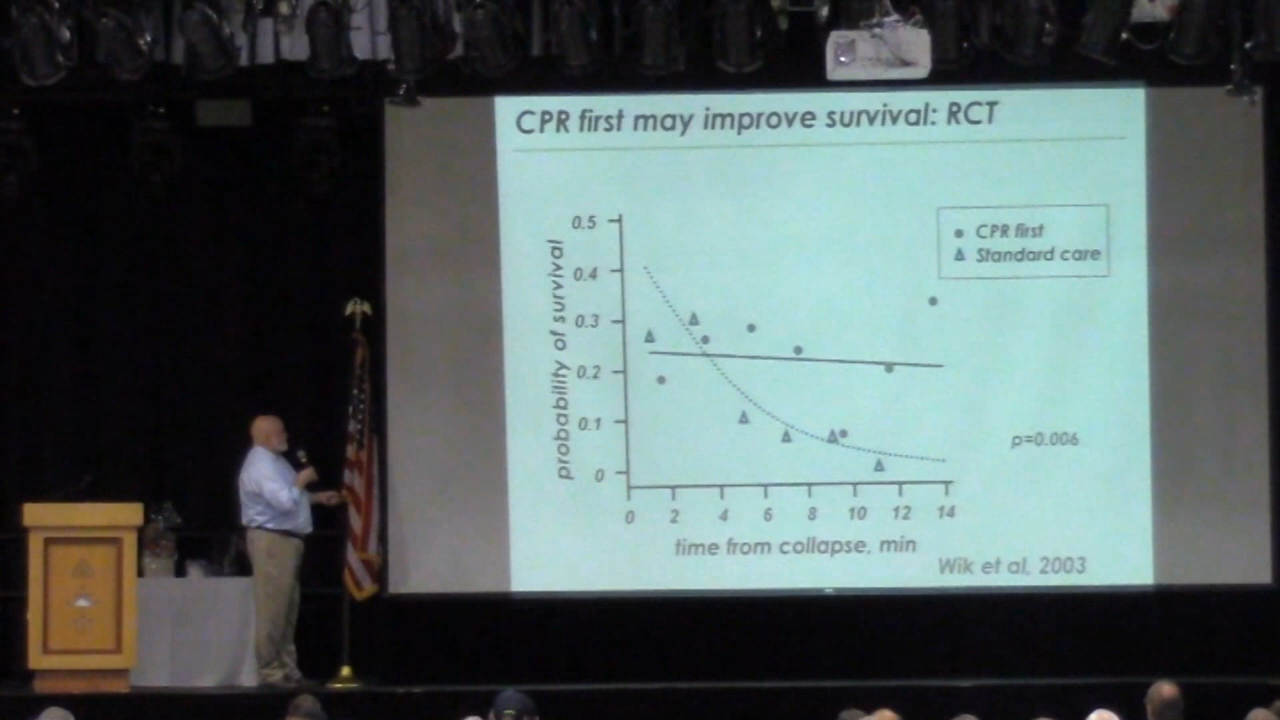 CPR first may improve survival: RCT
CPR first
Standard care
probability of survival
0.5
0.4
0.3
0.2
0.1
0
0 2 4 6 8 10 12 14
time from collapse, min
p=0.006
Wik et al, 2003